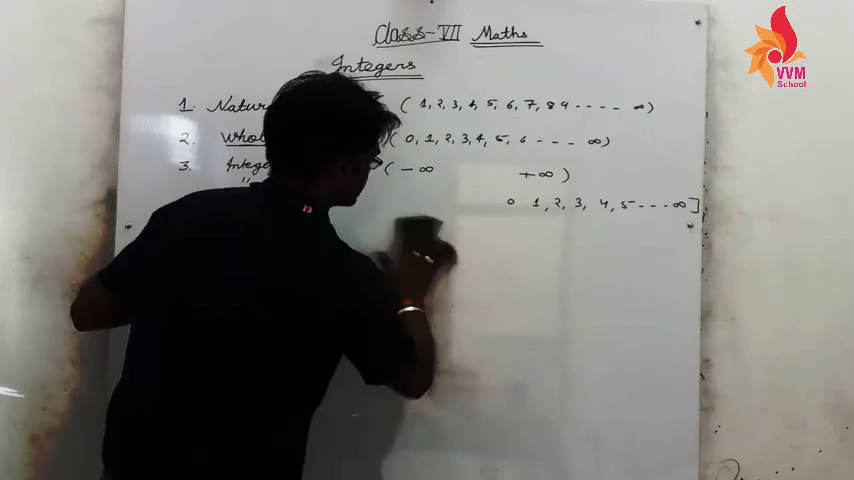 Class-VII Maths
Integers
1. Natur ( 1, 2, 3, 4, 5, 6, 7, 8 9 ---- ∞ )
2. Whol ( 0, 1, 2, 3, 4, 5, 6 --- ∞ )
3. Intege ( - ∞ + ∞ )
" 0 1, 2, 3, 4, 5 --- ∞ ]
VVM
School